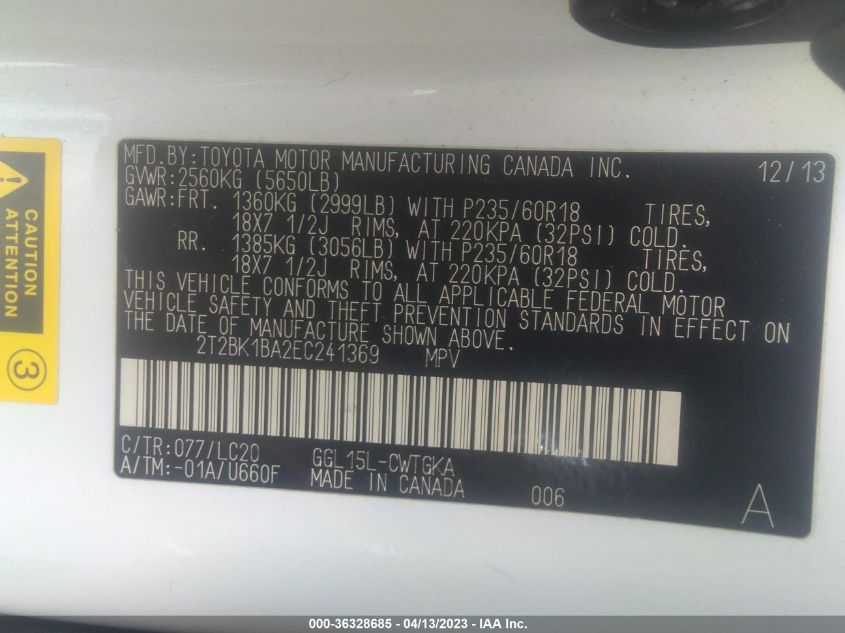 MFD.BY:TOYOTA MOTOR MANUFACTURING CANADA INC. 12/13
GVWR:2560KG (5650LB)
GAWR:FRT. 1360KG (2999LB) WITH P235/60R18 TIRES,
18X7 1/2J RIMS, AT 220KPA (32PSI) COLD.
RR. 1385KG (3056LB) WITH P235/60R18 TIRES,
18X7 1/2J RIMS, AT 220KPA (32PSI) COLD.
THIS VEHICLE CONFORMS TO ALL APPLICABLE FEDERAL MOTOR
VEHICLE SAFETY AND THEFT PREVENTION STANDARDS IN EFFECT ON
THE DATE OF MANUFACTURE SHOWN ABOVE.
2T2BK1BA2EC241369 MPV
C/TR:077/LC20 GGL15L-CWTGKA
A/TM:-01A/U660F MADE IN CANADA 006 A
CAUTION
ATTENTION
3
000-36328685 - 04/13/2023 - IAA Inc.